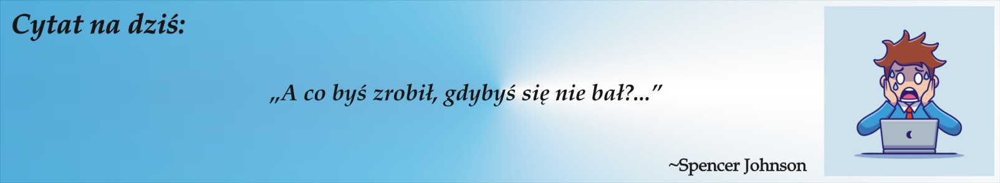 Cytat na dziś:
„A co byś zrobił, gdybyś się nie bał?...”
~Spencer Johnson